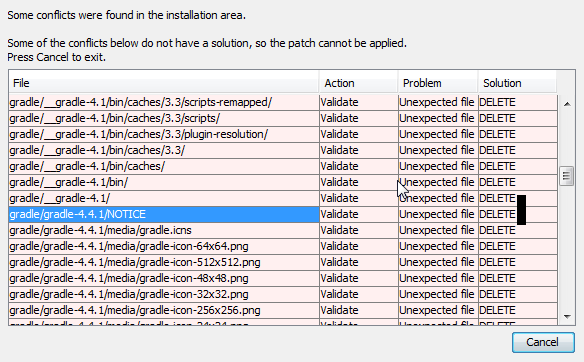 Some conflicts were found in the installation area.
Some of the conflicts below do not have a solution, so the patch cannot be applied.
Press Cancel to exit.
File Action Problem Solution
gradle/__gradle-4.1/bin/caches/3.3/scripts-remapped/ Validate Unexpected file DELETE
gradle/__gradle-4.1/bin/caches/3.3/scripts/ Validate Unexpected file DELETE
gradle/__gradle-4.1/bin/caches/3.3/plugin-resolution/ Validate Unexpected file DELETE
gradle/__gradle-4.1/bin/caches/3.3/ Validate Unexpected file DELETE
gradle/__gradle-4.1/bin/caches/ Validate Unexpected file DELETE
gradle/__gradle-4.1/bin/ Validate Unexpected file DELETE
gradle/__gradle-4.1/ Validate Unexpected file DELETE
gradle/gradle-4.4.1/NOTICE Validate Unexpected file DELETE
gradle/gradle-4.4.1/media/gradle.icns Validate Unexpected file DELETE
gradle/gradle-4.4.1/media/gradle-icon-64x64.png Validate Unexpected file DELETE
gradle/gradle-4.4.1/media/gradle-icon-512x512.png Validate Unexpected file DELETE
gradle/gradle-4.4.1/media/gradle-icon-48x48.png Validate Unexpected file DELETE
gradle/gradle-4.4.1/media/gradle-icon-32x32.png Validate Unexpected file DELETE
gradle/gradle-4.4.1/media/gradle-icon-256x256.png Validate Unexpected file DELETE
gradle/gradle-4.4.1/media/gradle-icon-24x24.png Validate Unexpected file DELETE
Cancel